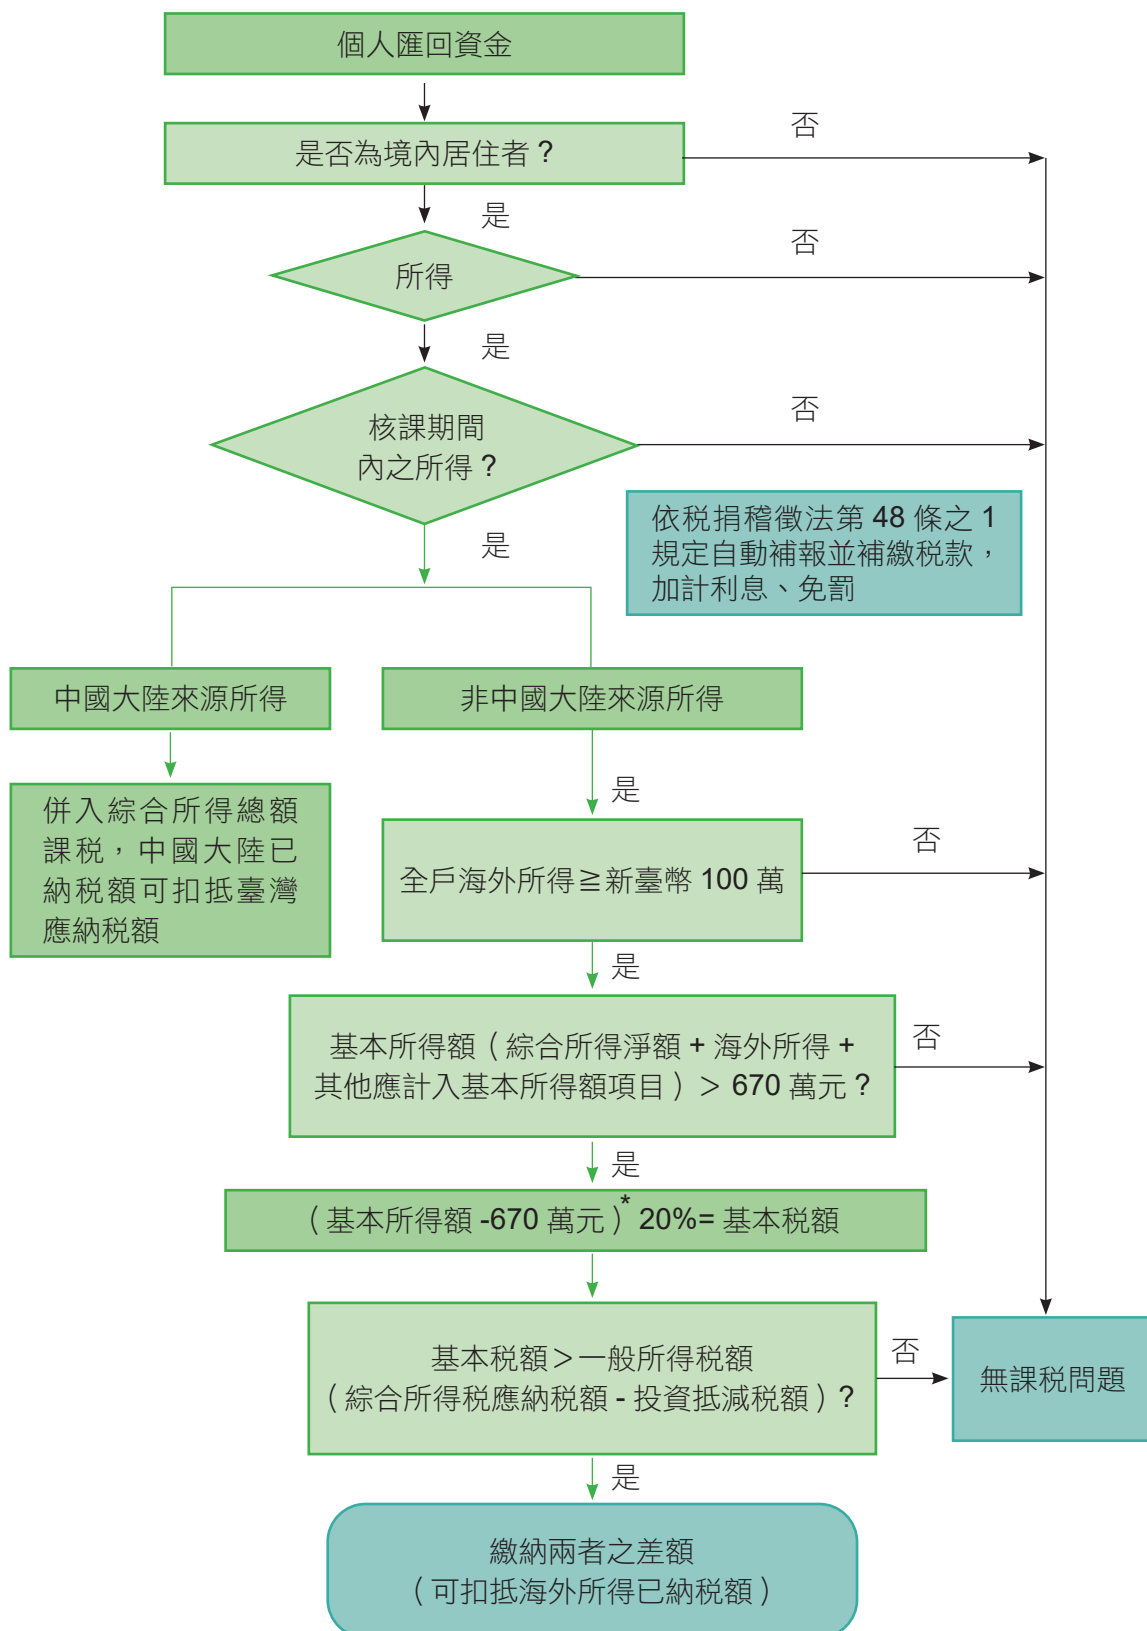 個人匯回資金
是否為境內居住者?
否
是
所得
否
是
核課期間
內之所得?
否
是
依稅捐稽徵法第 48 條之 1
規定自動補報並補繳稅款，
加計利息、免罰
中國大陸來源所得
非中國大陸來源所得
併入綜合所得總額
課稅，中國大陸已
納稅額可扣抵臺灣
應納稅額
是
全戶海外所得≧新臺幣 100 萬
否
是
基本所得額（綜合所得淨額 + 海外所得 +
其他應計入基本所得額項目）＞ 670 萬元?
否
是
（基本所得額 -670 萬元）* 20%= 基本稅額
基本稅額＞一般所得稅額
（綜合所得稅應納稅額 - 投資抵減稅額）?
否
無課稅問題
是
繳納兩者之差額
（可扣抵海外所得已納稅額）